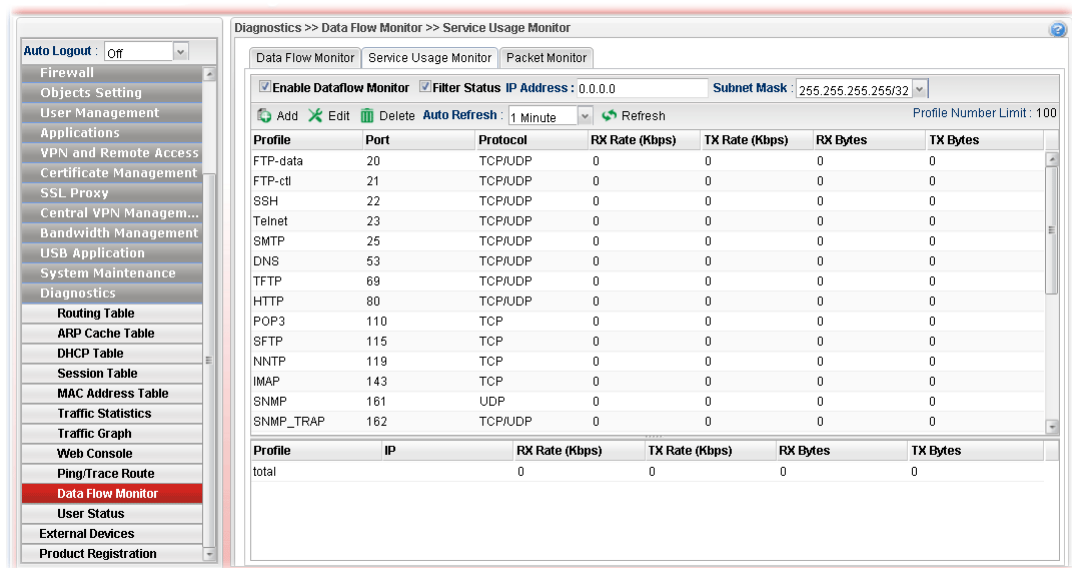 Diagnostics >> Data Flow Monitor >> Service Usage Monitor
Auto Logout : Off
Firewall
Objects Setting
User Management
Applications
VPN and Remote Access
Certificate Management
SSL Proxy
Central VPN Managem...
Bandwidth Management
USB Application
System Maintenance
Diagnostics
Routing Table
ARP Cache Table
DHCP Table
Session Table
MAC Address Table
Traffic Statistics
Traffic Graph
Web Console
Ping/Trace Route
Data Flow Monitor
User Status
External Devices
Product Registration
Data Flow Monitor Service Usage Monitor Packet Monitor
Enable Dataflow Monitor Filter Status IP Address : 0.0.0.0 Subnet Mask : 255.255.255.255/32
Add Edit Delete Auto Refresh : 1 Minute Refresh Profile Number Limit : 100
Profile Port Protocol RX Rate (Kbps) TX Rate (Kbps) RX Bytes TX Bytes
FTP-data 20 TCP/UDP 0 0 0 0
FTP-ctl 21 TCP/UDP 0 0 0 0
SSH 22 TCP/UDP 0 0 0 0
Telnet 23 TCP/UDP 0 0 0 0
SMTP 25 TCP/UDP 0 0 0 0
DNS 53 TCP/UDP 0 0 0 0
TFTP 69 TCP/UDP 0 0 0 0
HTTP 80 TCP/UDP 0 0 0 0
POP3 110 TCP 0 0 0 0
SFTP 115 TCP 0 0 0 0
NNTP 119 TCP 0 0 0 0
IMAP 143 TCP 0 0 0 0
SNMP 161 UDP 0 0 0 0
SNMP_TRAP 162 TCP/UDP 0 0 0 0
Profile IP RX Rate (Kbps) TX Rate (Kbps) RX Bytes TX Bytes
total 0 0 0 0